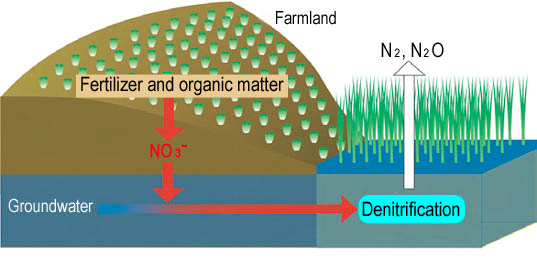 Farmland
N₂, N₂O
Fertilizer and organic matter
NO₃⁻
Groundwater
Denitrification